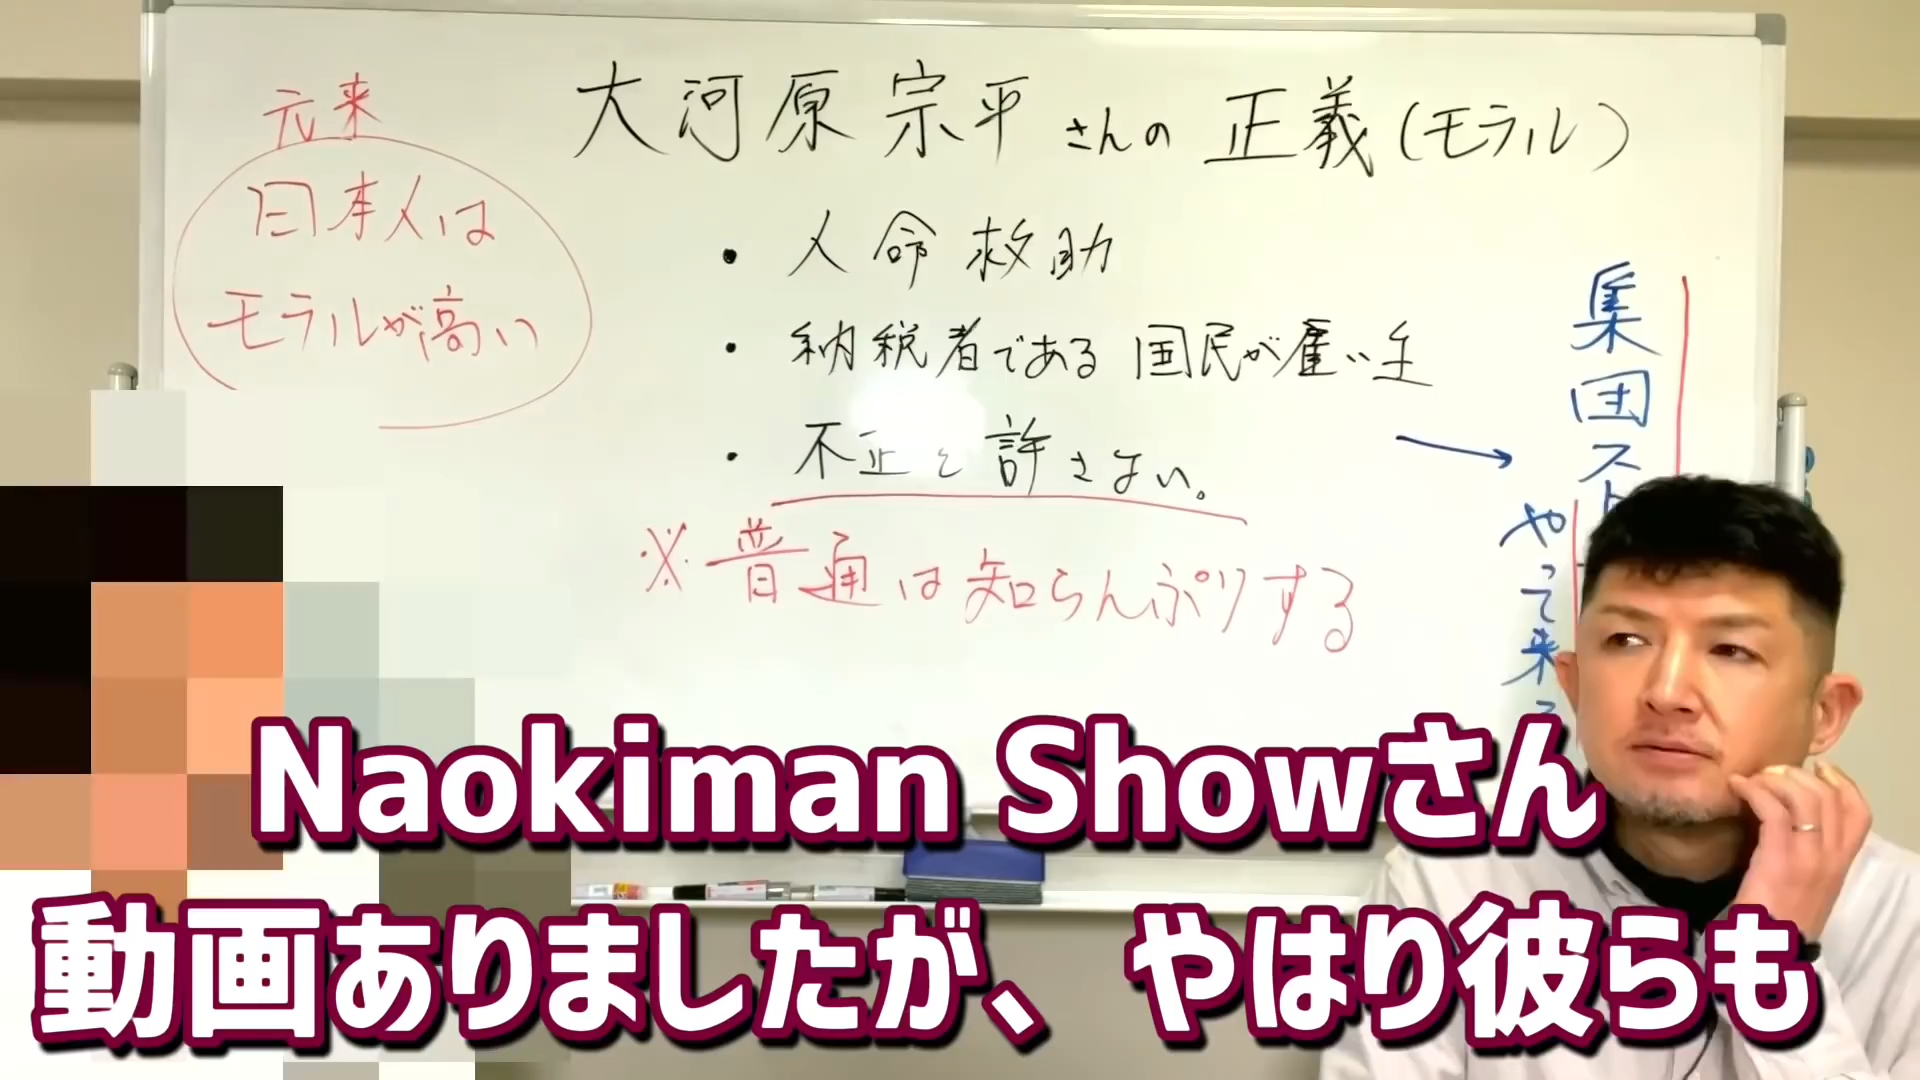 元来
日本人は
モラルが高い
大河原宗平さんの正義(モラル)
・人命救助
・納税者である国民が雇い主
・不正を許さない。
※普通は知らんぷりする
→
集団スト
やって来
Naokiman Showさん
動画ありましたが、やはり彼らも